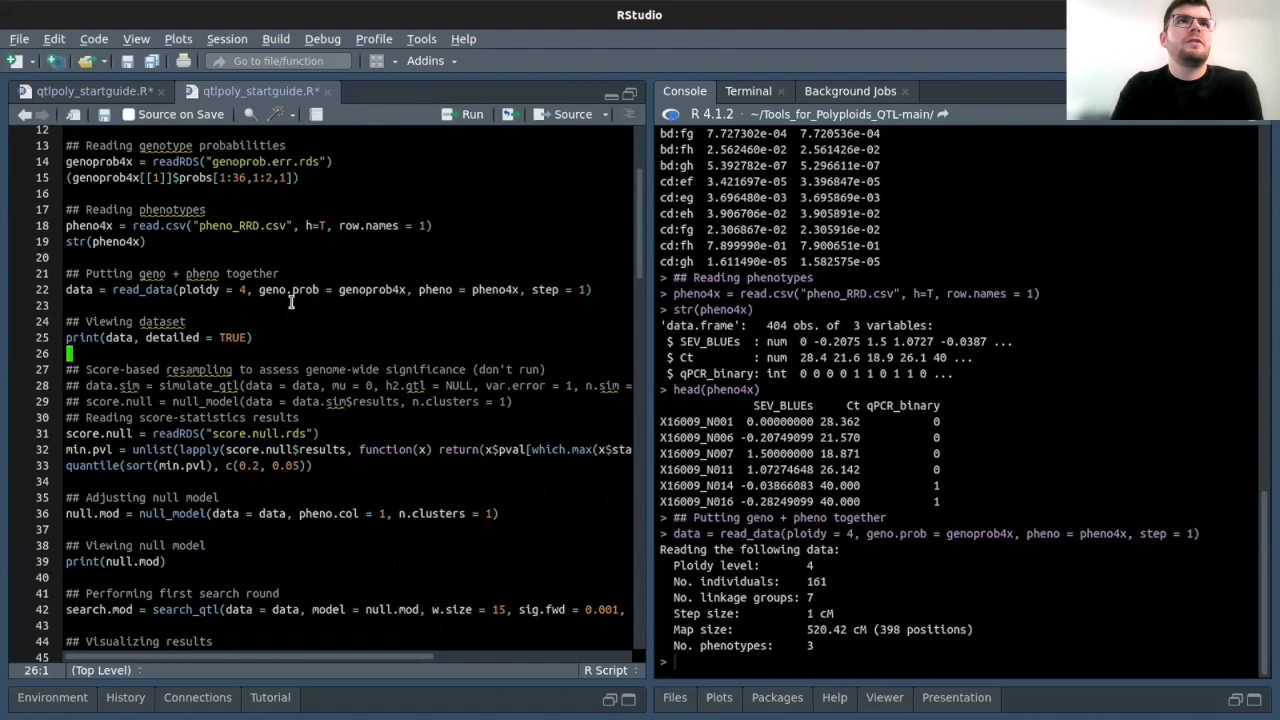 RStudio
File Edit Code View Plots Session Build Debug Profile Tools Help
Go to file/function Addins
qtlpoly_startguide.R* qtlpoly_startguide.R*
Source on Save Run Source
12
13 ## Reading genotype probabilities
14 genoprob4x = readRDS("genoprob.err.rds")
15 (genoprob4x[[1]]$probs[1:36,1:2,1])
16
17 ## Reading phenotypes
18 pheno4x = read.csv("pheno_RRD.csv", h=T, row.names = 1)
19 str(pheno4x)
20
21 ## Putting geno + pheno together
22 data = read_data(ploidy = 4, geno.prob = genoprob4x, pheno = pheno4x, step = 1)
23
24 ## Viewing dataset
25 print(data, detailed = TRUE)
26
27 ## Score-based resampling to assess genome-wide significance (don't run)
28 # data.sim = simulate_qtl(data = data, mu = 0, h2.qtl = NULL, var.error = 1, n.sim =
29 # score.null = null_model(data = data.sim$results, n.clusters = 1)
30 ## Reading score-statistics results
31 score.null = readRDS("score.null.rds")
32 min.pvl = unlist(lapply(score.null$results, function(x) return(x$pval[which.max(x$sta
33 quantile(sort(min.pvl), c(0.2, 0.05))
34
35 ## Adjusting null model
36 null.mod = null_model(data = data, pheno.col = 1, n.clusters = 1)
37
38 ## Viewing null model
39 print(null.mod)
40
41 ## Performing first search round
42 search.mod = search_qtl(data = data, model = null.mod, w.size = 15, sig.fwd = 0.001,
43
44 ## Visualizing results
45
26:1 (Top Level) R Script
Environment History Connections Tutorial
Console Terminal Background Jobs
R 4.1.2 · ~/Tools_for_Polyploids_QTL-main/
bd:fg 7.727302e-04 7.720536e-04
bd:fh 2.562460e-02 2.561426e-02
bd:gh 5.392782e-07 5.296611e-07
cd:ef 3.421697e-05 3.396847e-05
cd:eg 3.696480e-03 3.695869e-03
cd:eh 3.906706e-02 3.905891e-02
cd:fg 2.306867e-02 2.305916e-02
cd:fh 7.899990e-01 7.900651e-01
cd:gh 1.611490e-05 1.582575e-05
> ## Reading phenotypes
> pheno4x = read.csv("pheno_RRD.csv", h=T, row.names = 1)
> str(pheno4x)
'data.frame': 404 obs. of 3 variables:
$ SEV_BLUEs : num 0 -0.2075 1.5 1.0727 -0.0387 ...
$ Ct : num 28.4 21.6 18.9 26.1 40 ...
$ qPCR_binary: int 0 0 0 0 1 1 0 1 1 0 ...
> head(pheno4x)
SEV_BLUEs Ct qPCR_binary
X16009_N001 0.00000000 28.362 0
X16009_N006 -0.20749099 21.570 0
X16009_N007 1.50000000 18.871 0
X16009_N011 1.07274648 26.142 0
X16009_N014 -0.03866083 40.000 1
X16009_N016 -0.28249099 40.000 1
> ## Putting geno + pheno together
> data = read_data(ploidy = 4, geno.prob = genoprob4x, pheno = pheno4x, step = 1)
Reading the following data:
Ploidy level: 4
No. individuals: 161
No. linkage groups: 7
Step size: 1 cM
Map size: 520.42 cM (398 positions)
No. phenotypes: 3
>
Files Plots Packages Help Viewer Presentation